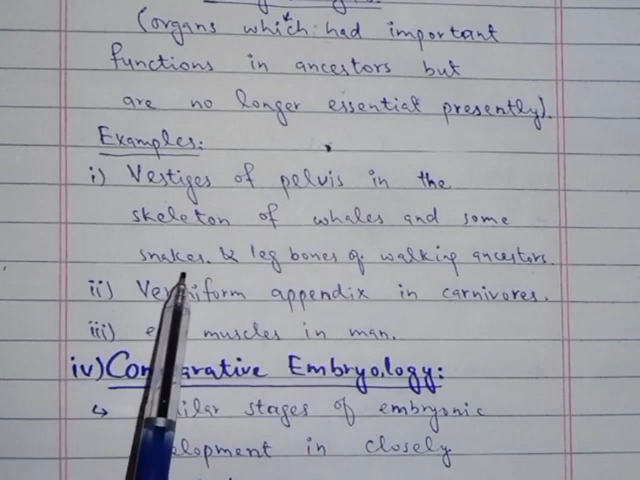 (organs which had important
functions in ancestors but
are no longer essential presently).
Examples:
i) Vestiges of pelvis in the
skeleton of whales and some
snakes. & leg bones of walking ancestors.
ii) Vermiform appendix in carnivores.
iii) muscles in man.
iv) Comparative Embryology:
↳ stages of embryonic
in closely